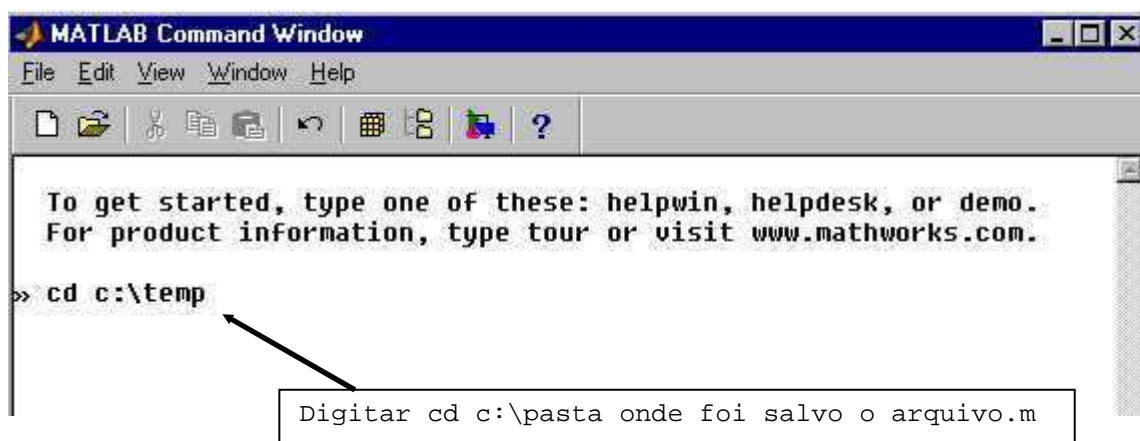 MATLAB Command Window
File Edit View Window Help
?
To get started, type one of these: helpwin, helpdesk, or demo.
For product information, type tour or visit www.mathworks.com.
» cd c:\temp
Digitar cd c:\pasta onde foi salvo o arquivo.m